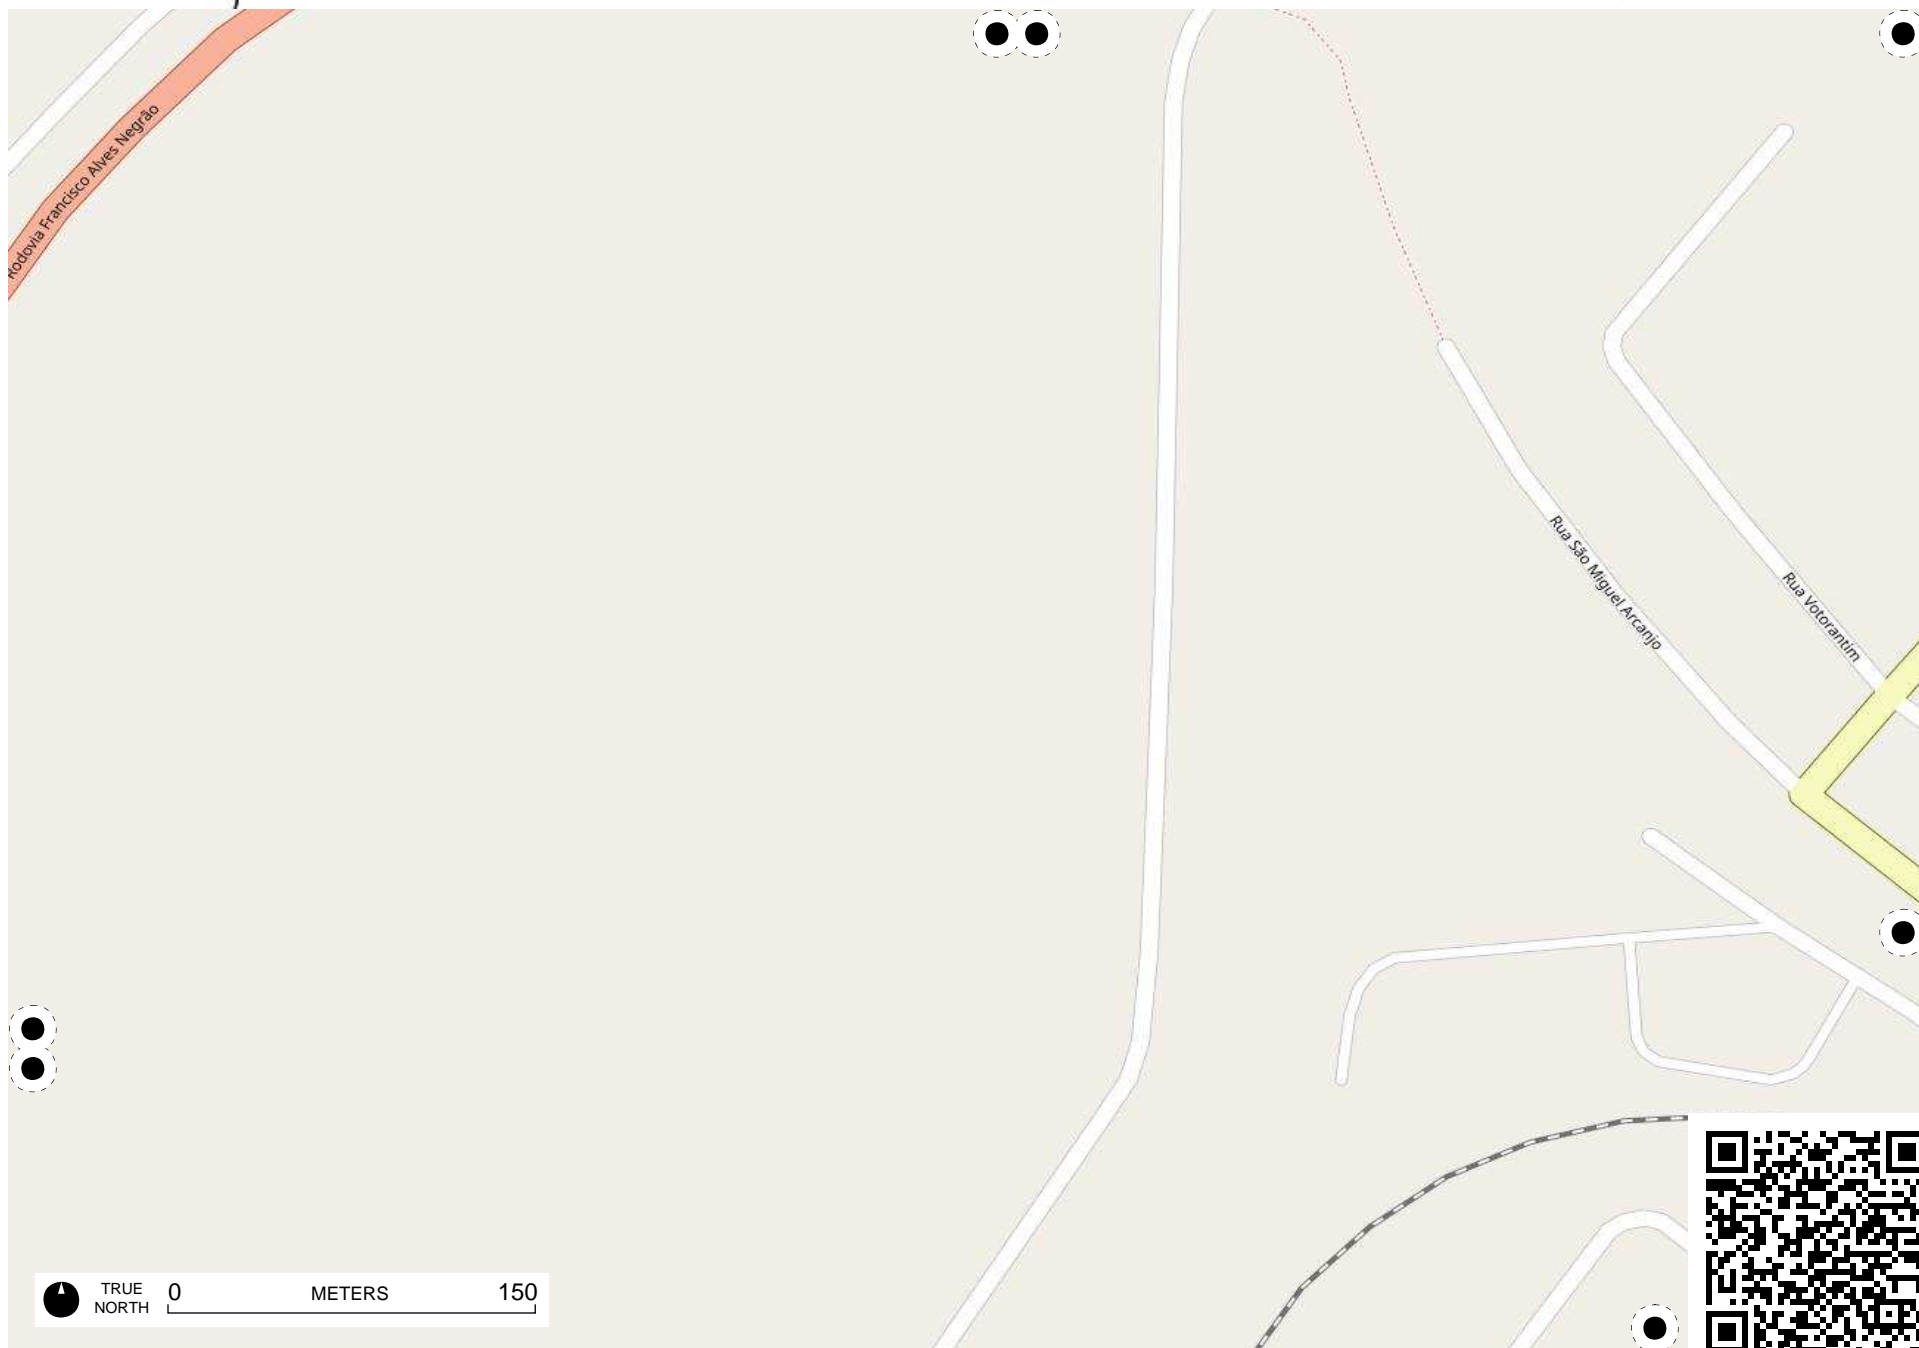 Rodovia Francisco Alves Negrão
Rua São Miguel Arcanjo
Rua Votorantim
TRUE NORTH
0 METERS 150